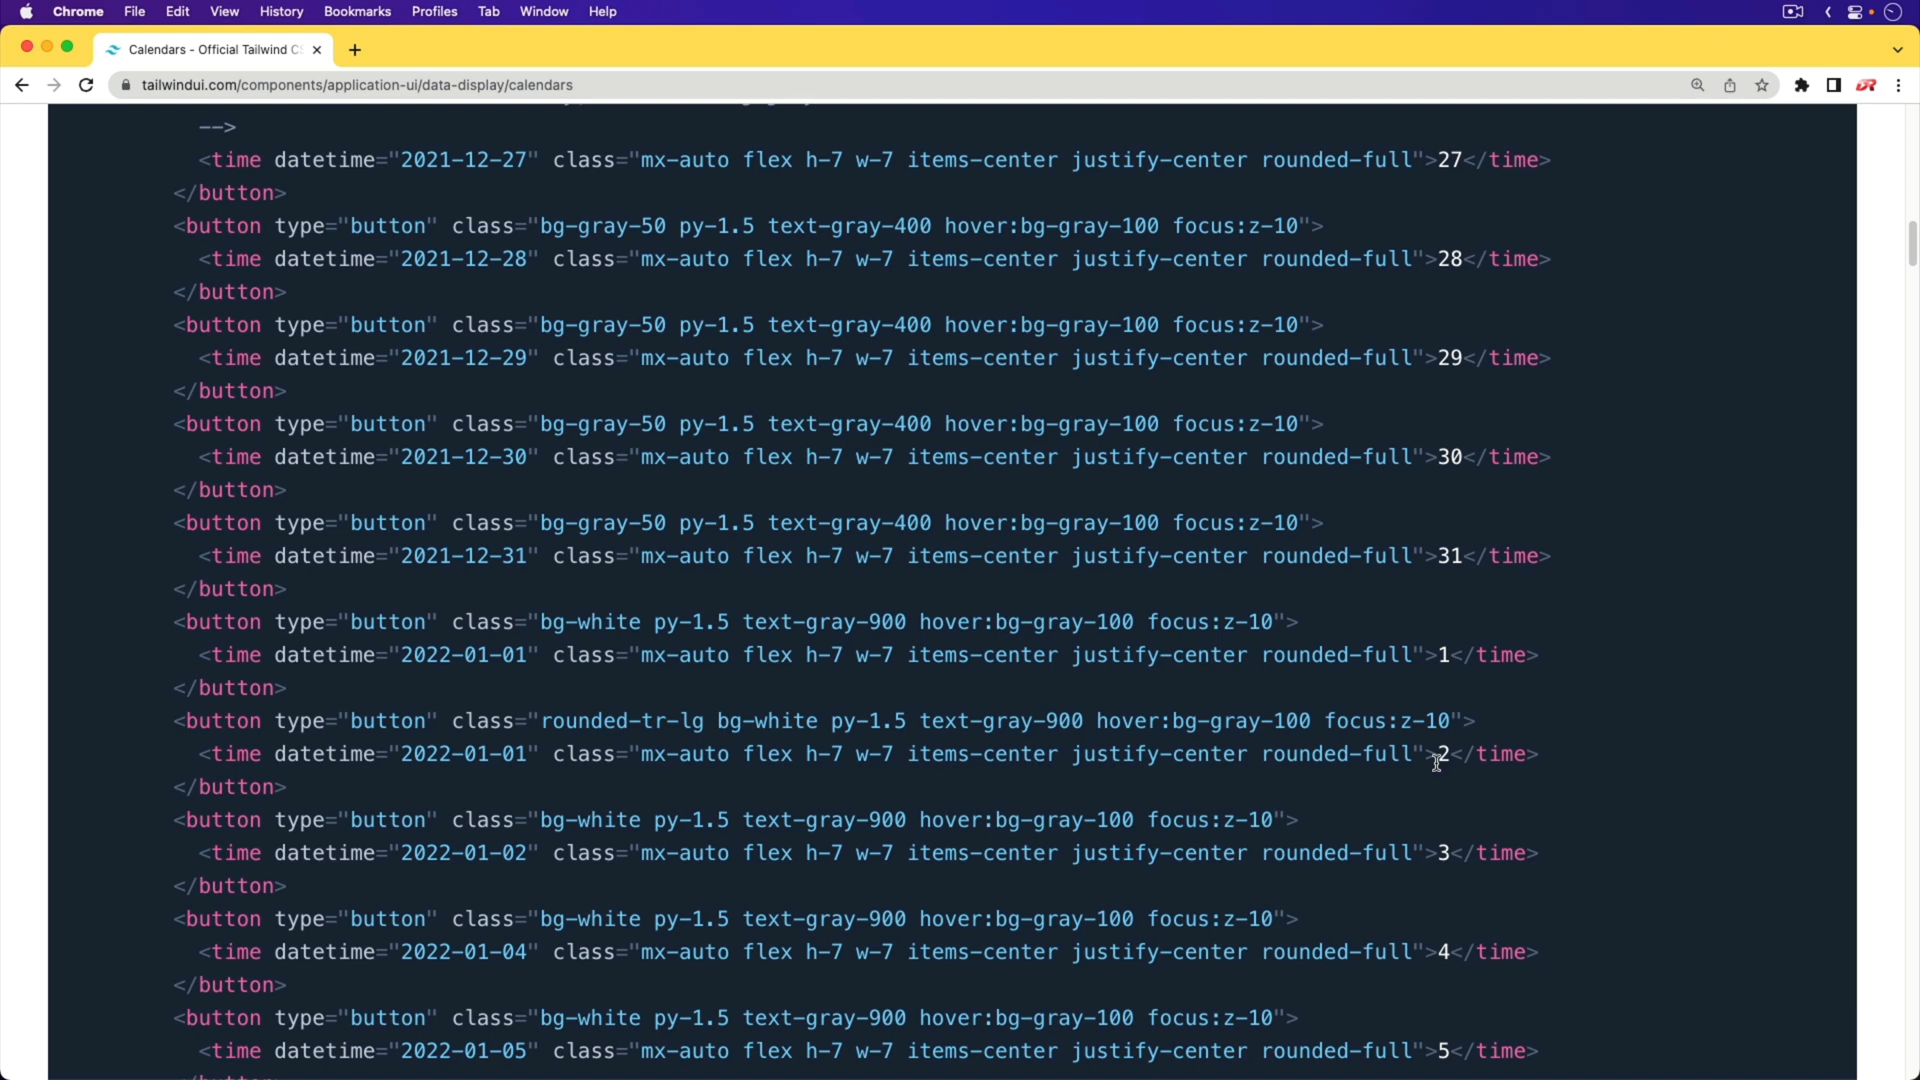 Chrome File Edit View History Bookmarks Profiles Tab Window Help
Calendars - Official Tailwind C
tailwindui.com/components/application-ui/data-display/calendars
-->
<time datetime="2021-12-27" class="mx-auto flex h-7 w-7 items-center justify-center rounded-full">27</time>
</button>
<button type="button" class="bg-gray-50 py-1.5 text-gray-400 hover:bg-gray-100 focus:z-10">
<time datetime="2021-12-28" class="mx-auto flex h-7 w-7 items-center justify-center rounded-full">28</time>
</button>
<button type="button" class="bg-gray-50 py-1.5 text-gray-400 hover:bg-gray-100 focus:z-10">
<time datetime="2021-12-29" class="mx-auto flex h-7 w-7 items-center justify-center rounded-full">29</time>
</button>
<button type="button" class="bg-gray-50 py-1.5 text-gray-400 hover:bg-gray-100 focus:z-10">
<time datetime="2021-12-30" class="mx-auto flex h-7 w-7 items-center justify-center rounded-full">30</time>
</button>
<button type="button" class="bg-gray-50 py-1.5 text-gray-400 hover:bg-gray-100 focus:z-10">
<time datetime="2021-12-31" class="mx-auto flex h-7 w-7 items-center justify-center rounded-full">31</time>
</button>
<button type="button" class="bg-white py-1.5 text-gray-900 hover:bg-gray-100 focus:z-10">
<time datetime="2022-01-01" class="mx-auto flex h-7 w-7 items-center justify-center rounded-full">1</time>
</button>
<button type="button" class="rounded-tr-lg bg-white py-1.5 text-gray-900 hover:bg-gray-100 focus:z-10">
<time datetime="2022-01-01" class="mx-auto flex h-7 w-7 items-center justify-center rounded-full">2</time>
</button>
<button type="button" class="bg-white py-1.5 text-gray-900 hover:bg-gray-100 focus:z-10">
<time datetime="2022-01-02" class="mx-auto flex h-7 w-7 items-center justify-center rounded-full">3</time>
</button>
<button type="button" class="bg-white py-1.5 text-gray-900 hover:bg-gray-100 focus:z-10">
<time datetime="2022-01-04" class="mx-auto flex h-7 w-7 items-center justify-center rounded-full">4</time>
</button>
<button type="button" class="bg-white py-1.5 text-gray-900 hover:bg-gray-100 focus:z-10">
<time datetime="2022-01-05" class="mx-auto flex h-7 w-7 items-center justify-center rounded-full">5</time>